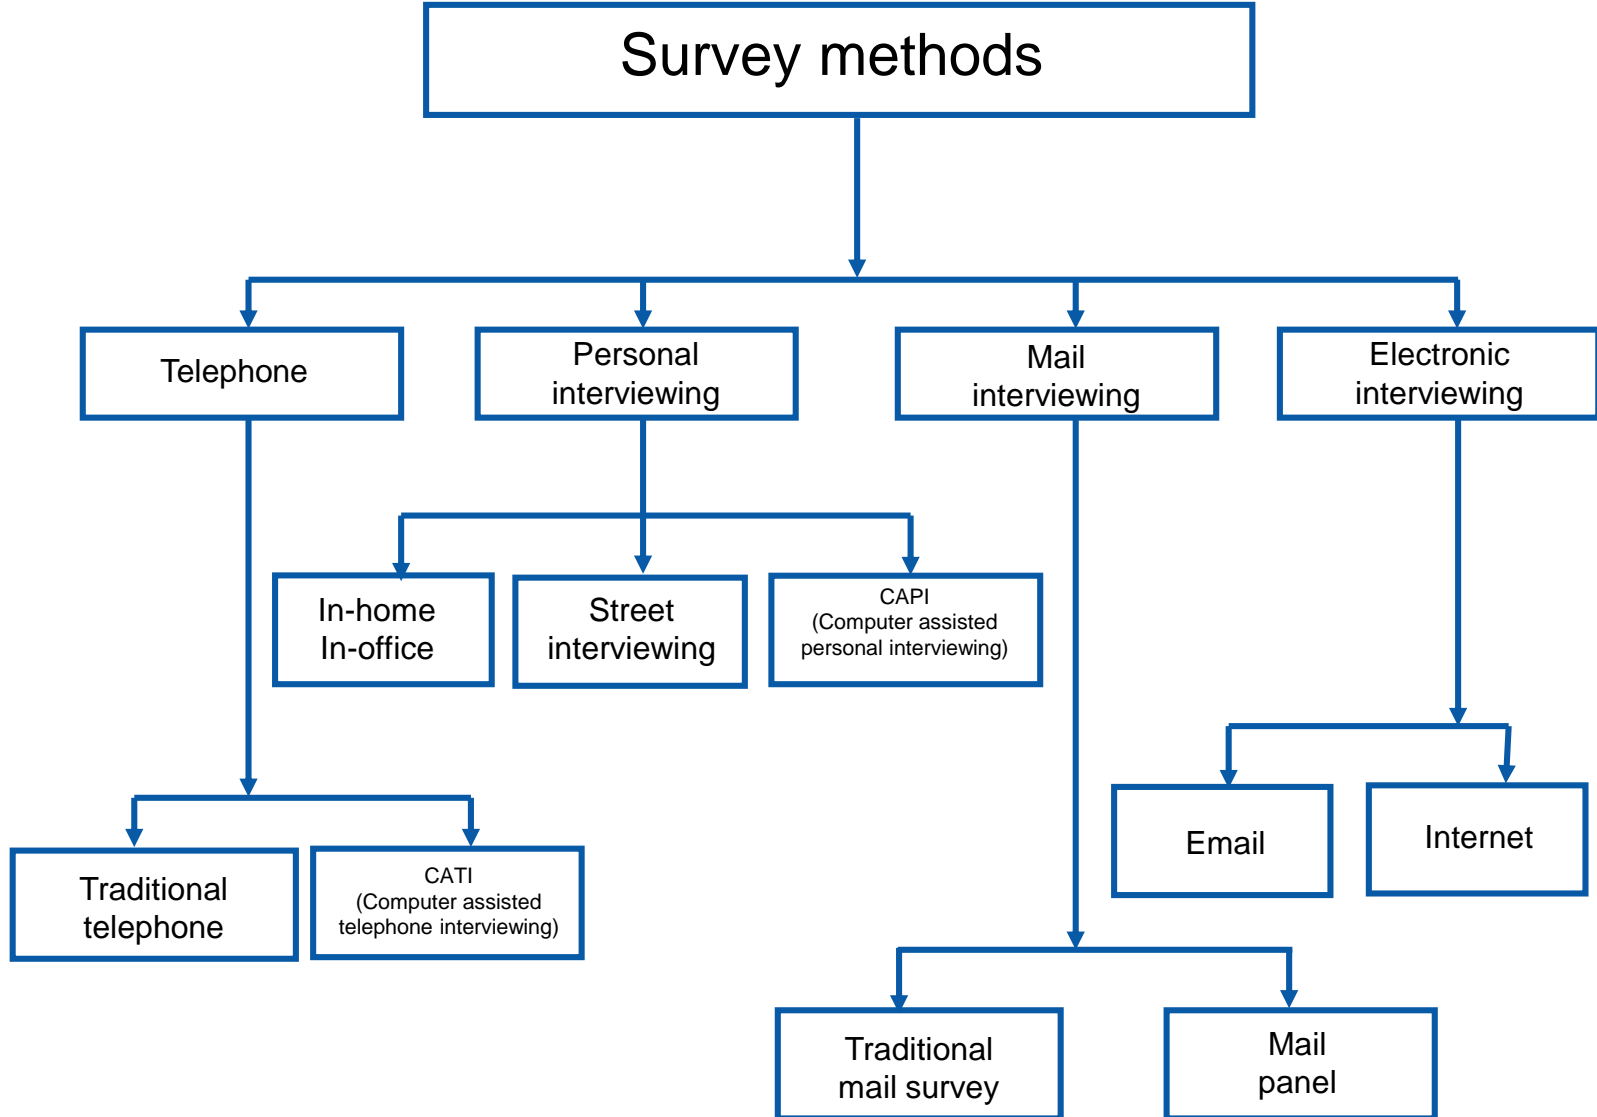 Survey methods
Telephone
Personal
interviewing
Mail
interviewing
Electronic
interviewing
In-home
In-office
Street
interviewing
CAPI
(Computer assisted
personal interviewing)
Traditional
telephone
CATI
(Computer assisted
telephone interviewing)
Email
Internet
Traditional
mail survey
Mail
panel